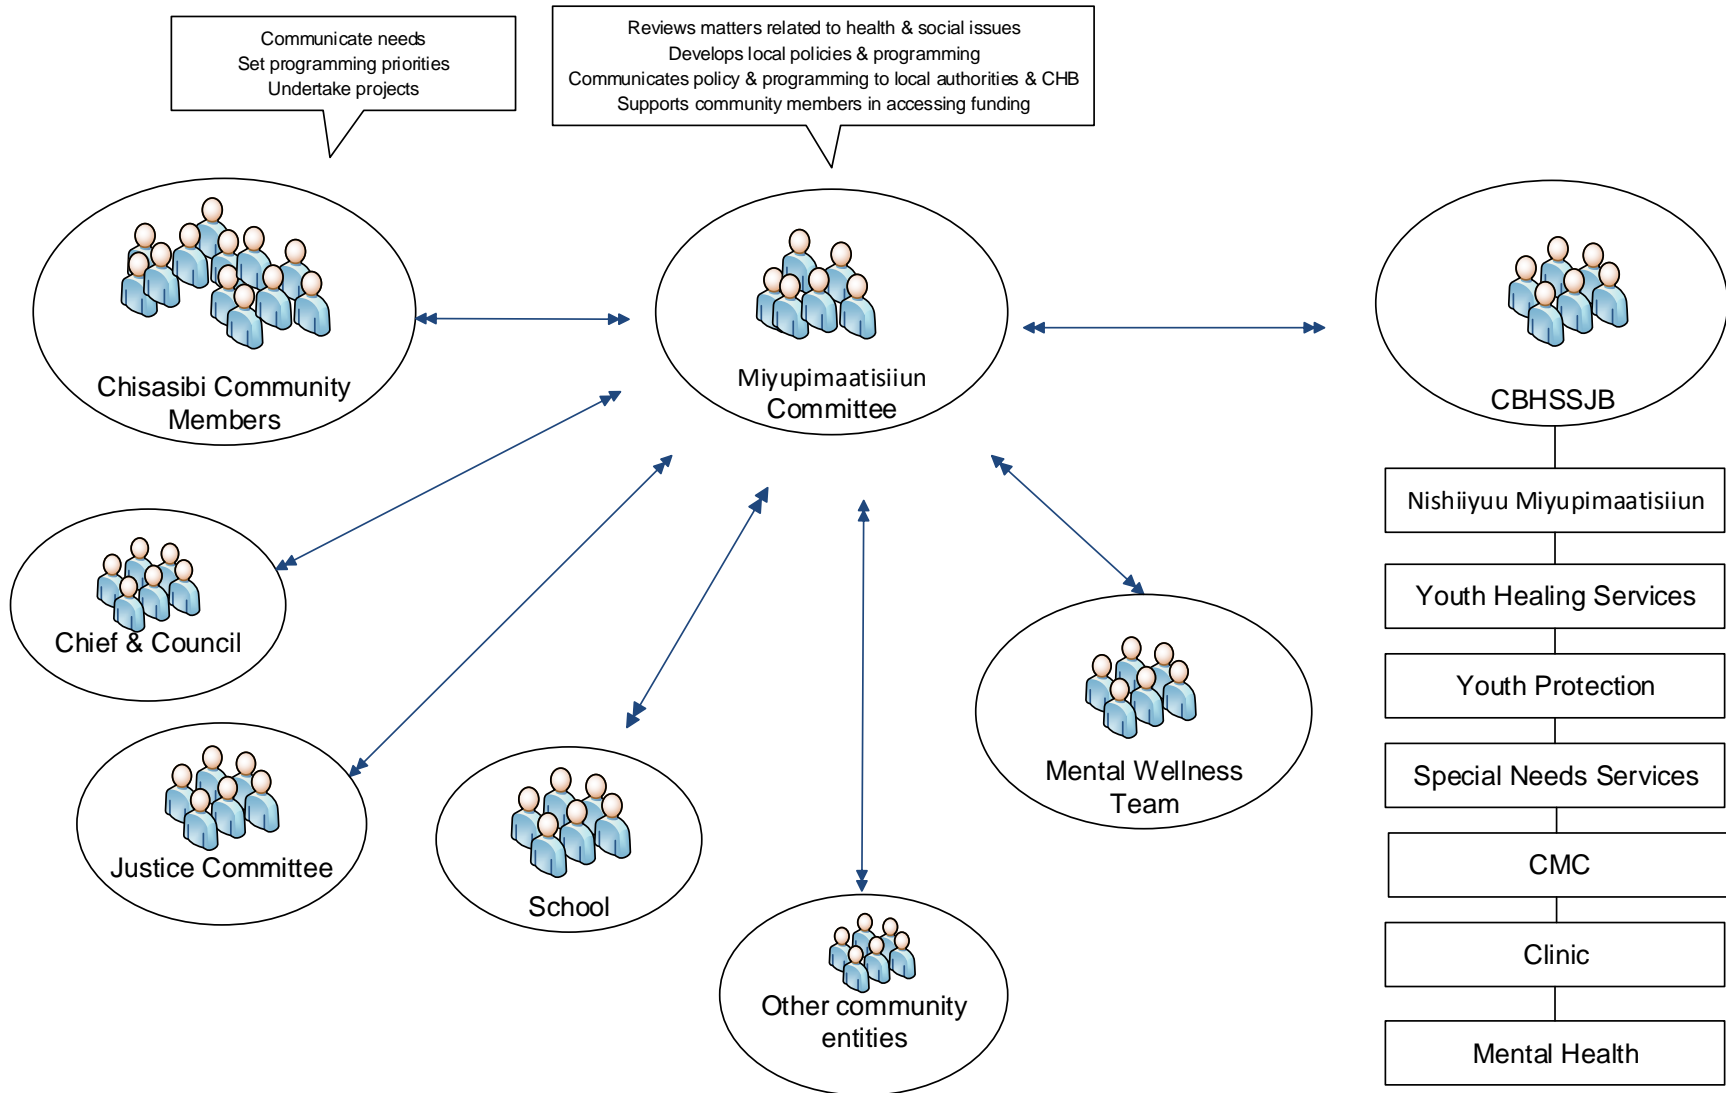 Communicate needs
Set programming priorities
Undertake projects
Reviews matters related to health & social issues
Develops local policies & programming
Communicates policy & programming to local authorities & CHB
Supports community members in accessing funding
Chisasibi Community
Members
Miyupimaatisiiun
Committee
CBHSSJB
Nishiiyuu Miyupimaatisiiun
Youth Healing Services
Youth Protection
Special Needs Services
CMC
Clinic
Mental Health
Chief & Council
Justice Committee
School
Other community
entities
Mental Wellness
Team